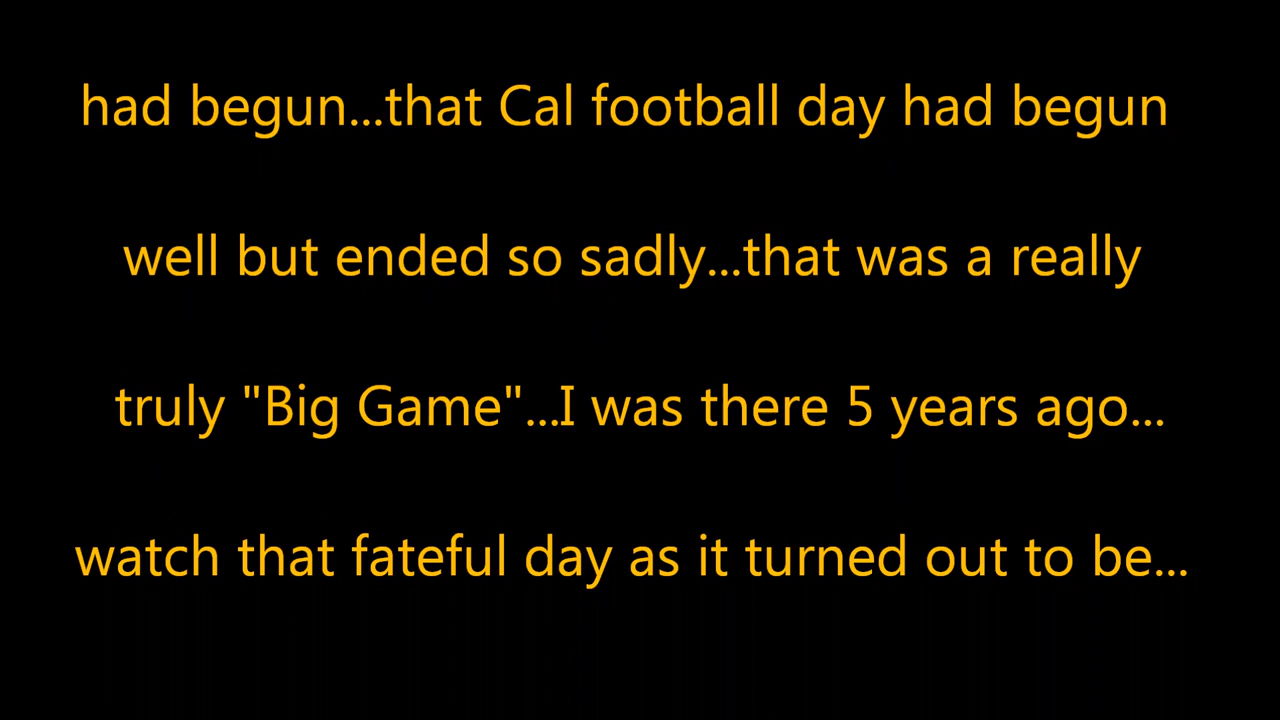 had begun...that Cal football day had begun
well but ended so sadly...that was a really
truly "Big Game"...I was there 5 years ago...
watch that fateful day as it turned out to be...